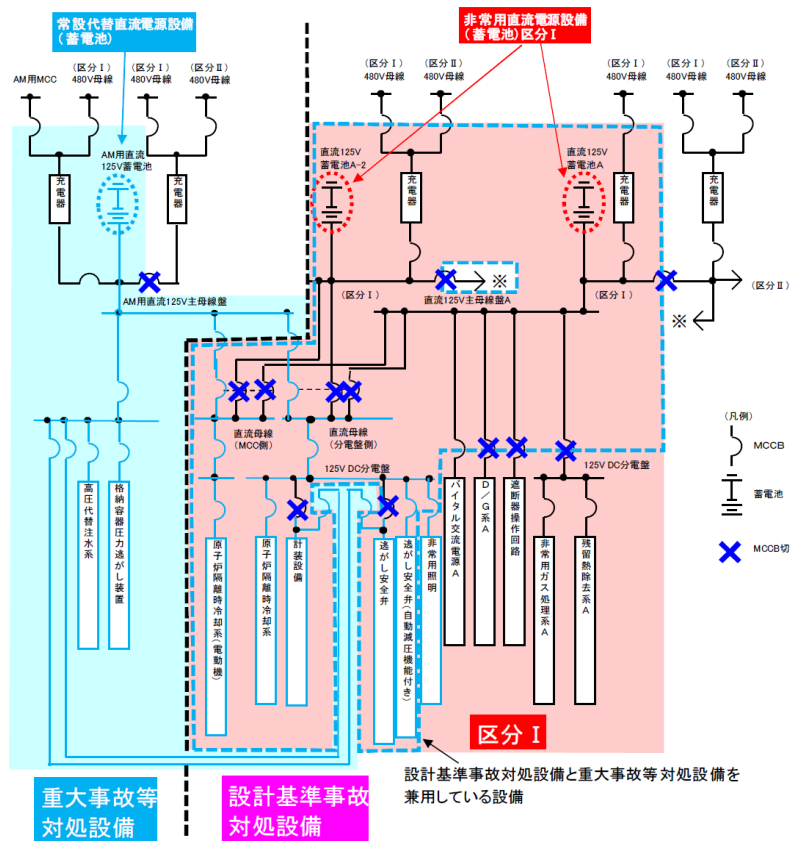 常設代替直流電源設備
（蓄電池）
非常用直流電源設備
（蓄電池）区分Ⅰ
AM用MCC
（区分Ⅰ）
480V母線
（区分Ⅱ）
480V母線
（区分Ⅰ）
480V母線
（区分Ⅱ）
480V母線
（区分Ⅰ）
480V母線
（区分Ⅰ）
480V母線
（区分Ⅱ）
480V母線
充電器
AM用直流
125V蓄電池
充電器
直流125V
蓄電池A-2
充電器
直流125V
蓄電池A
充電器
充電器
※
（区分Ⅱ）
※
AM用直流125V主母線盤
（区分Ⅰ）
直流125V主母線盤A
（区分Ⅰ）
直流母線
（MCC側）
直流母線
（分電盤側）
125V DC分電盤
125V DC分電盤
（凡例）
MCCB
蓄電池
MCCB切
高圧代替注水系
格納容器圧力逃がし装置
原子炉隔離時冷却系（電動機）
原子炉隔離時冷却系
計装設備
逃がし安全弁
逃がし安全弁（自動減圧機能付き）
非常用照明
バイタル交流電源A
D／G系A
遮断器操作回路
非常用ガス処理系A
残留熱除去系A
区分Ⅰ
設計基準事故対処設備と重大事故等対処設備を
兼用している設備
重大事故等
対処設備
設計基準事故
対処設備